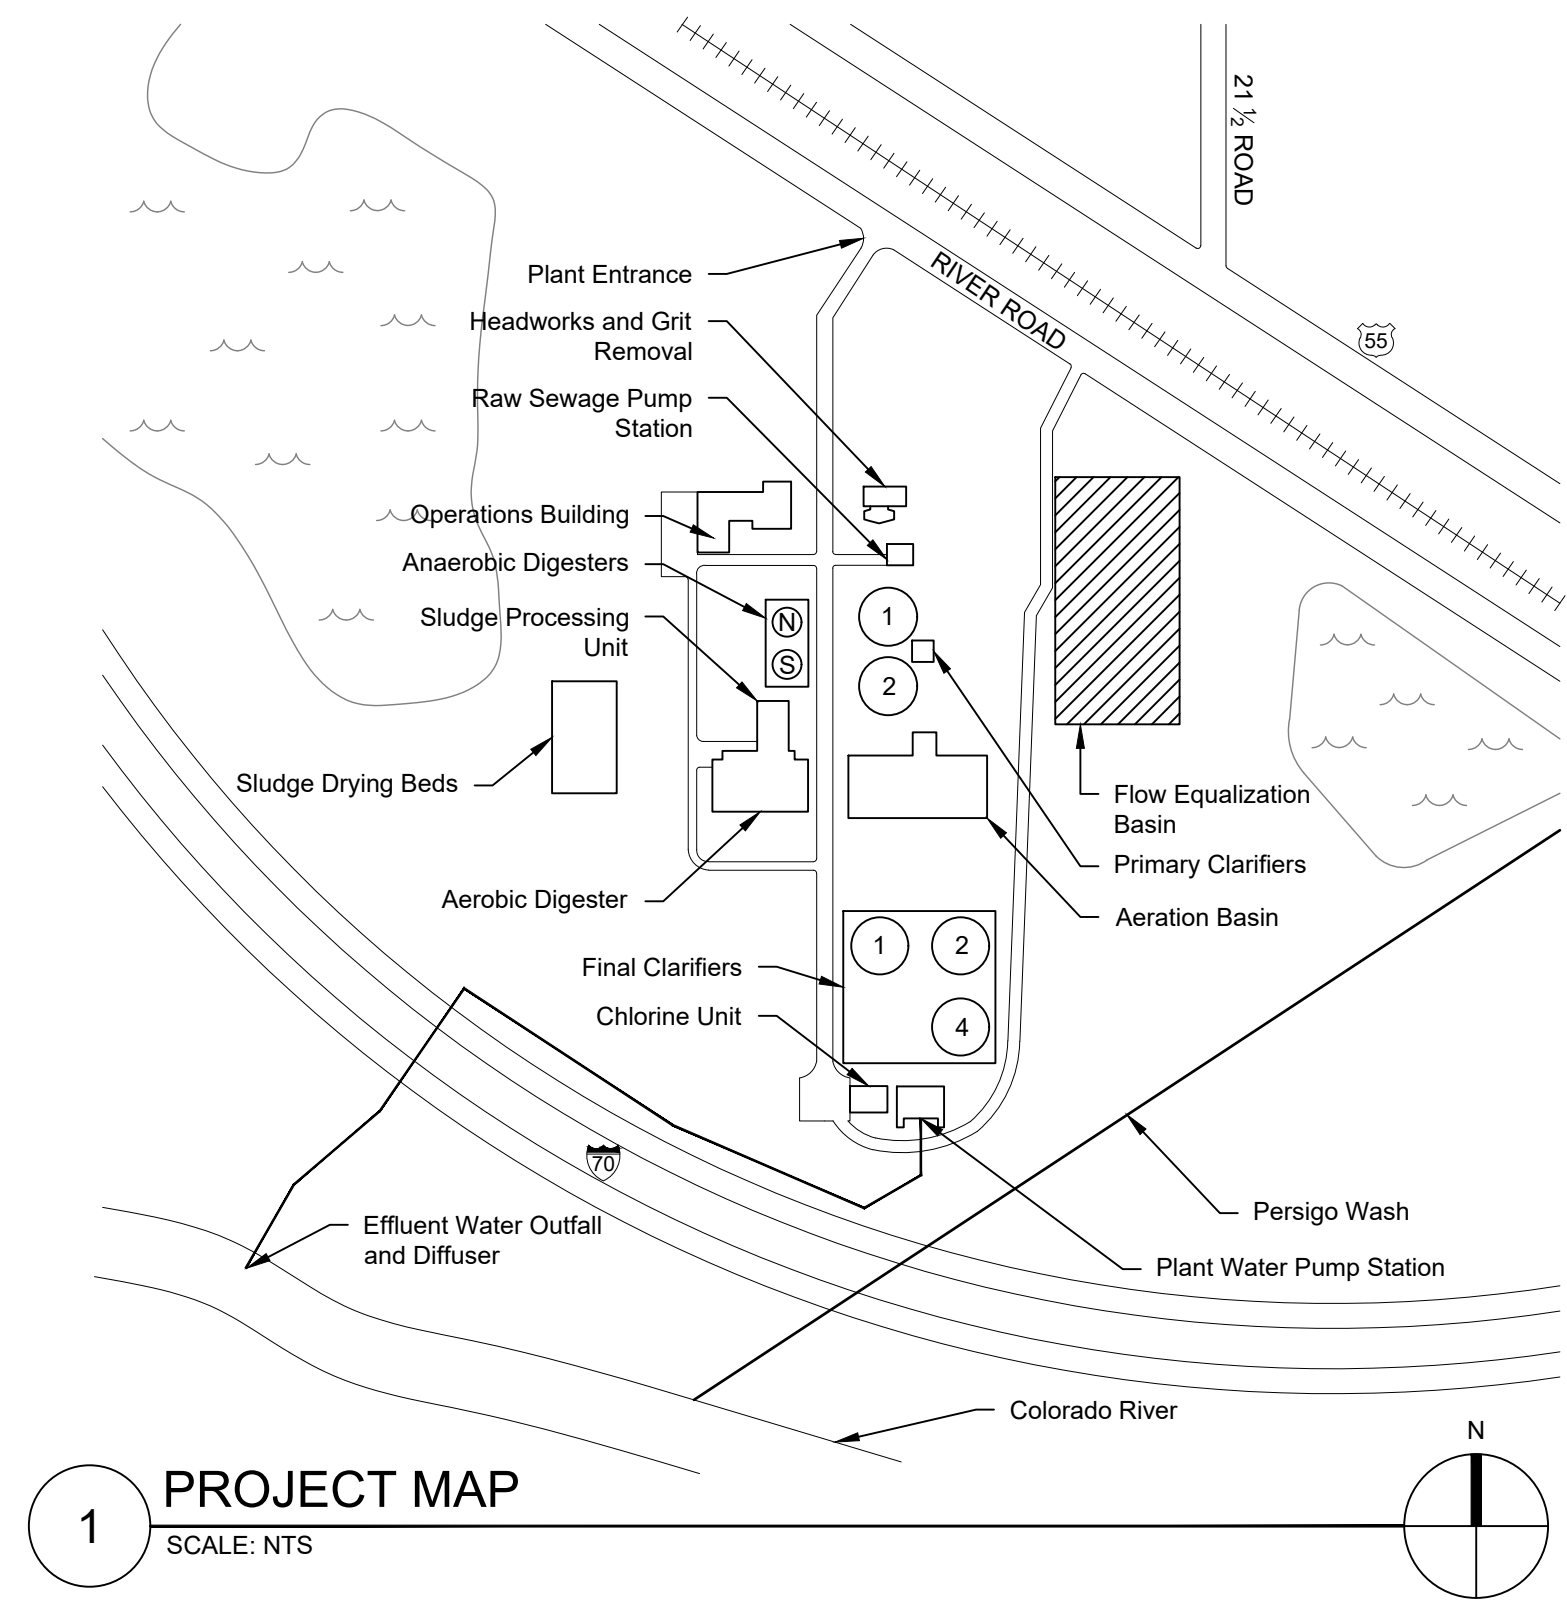 21 ½ ROAD
Plant Entrance
RIVER ROAD
Headworks and Grit
Removal
55
Raw Sewage Pump
Station
Operations Building
Anaerobic Digesters
Sludge Processing
Unit
N
S
1
2
Sludge Drying Beds
Flow Equalization
Basin
Primary Clarifiers
Aerobic Digester
Aeration Basin
Final Clarifiers
1
2
4
Chlorine Unit
70
Effluent Water Outfall
and Diffuser
Persigo Wash
Plant Water Pump Station
Colorado River
N
1
PROJECT MAP
SCALE: NTS